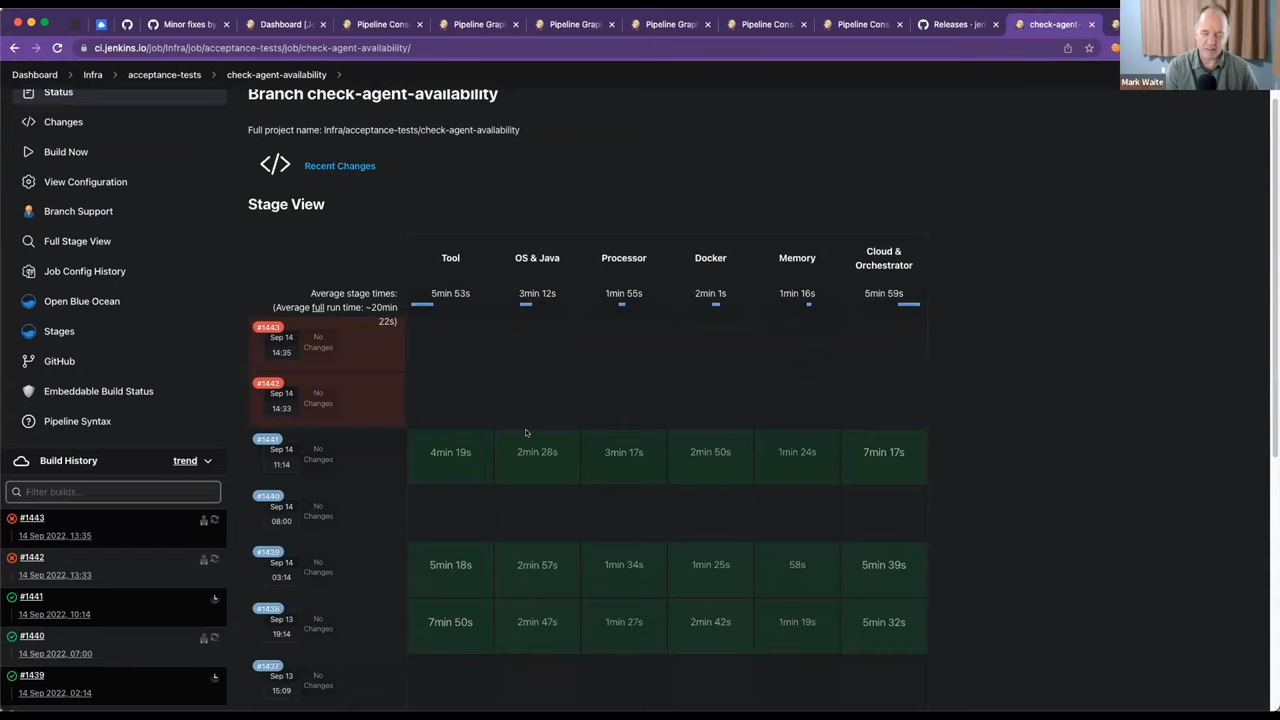 Minor fixes by
Dashboard [Je
Pipeline Cons
Pipeline Grap
Pipeline Grap
Pipeline Grap
Pipeline Cons
Pipeline Cons
Releases · jen
check-agent-
ci.jenkins.io/job/Infra/job/acceptance-tests/job/check-agent-availability/
Mark Waite
Dashboard
Infra
acceptance-tests
check-agent-availability
Status
Changes
Build Now
View Configuration
Branch Support
Full Stage View
Job Config History
Open Blue Ocean
Stages
GitHub
Embeddable Build Status
Pipeline Syntax
Build History
trend
Filter builds...
#1443
14 Sep 2022, 13:35
#1442
14 Sep 2022, 13:33
#1441
14 Sep 2022, 10:14
#1440
14 Sep 2022, 07:00
#1439
14 Sep 2022, 02:14
Branch check-agent-availability
Full project name: Infra/acceptance-tests/check-agent-availability
</> Recent Changes
Stage View
Tool
OS & Java
Processor
Docker
Memory
Cloud &
Orchestrator
Average stage times:
(Average full run time: ~20min
22s)
5min 53s
3min 12s
1min 55s
2min 1s
1min 16s
5min 59s
#1443
Sep 14
14:35
No
Changes
#1442
Sep 14
14:33
No
Changes
#1441
Sep 14
11:14
No
Changes
4min 19s
2min 28s
3min 17s
2min 50s
1min 24s
7min 17s
#1440
Sep 14
08:00
No
Changes
#1439
Sep 14
03:14
No
Changes
5min 18s
2min 57s
1min 34s
1min 25s
58s
5min 39s
#1438
Sep 13
19:14
No
Changes
7min 50s
2min 47s
1min 27s
2min 42s
1min 19s
5min 32s
#1437
Sep 13
15:09
No
Changes